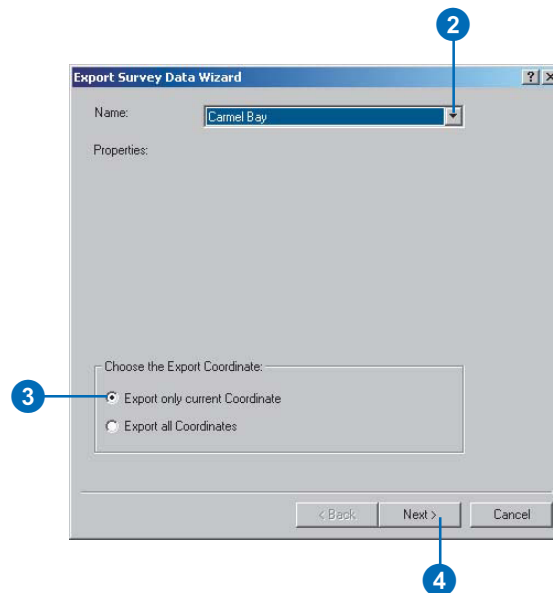 2
Export Survey Data Wizard
Name: Carmel Bay
Properties:
Choose the Export Coordinate:
3
Export only current Coordinate
Export all Coordinates
< Back Next > Cancel
4